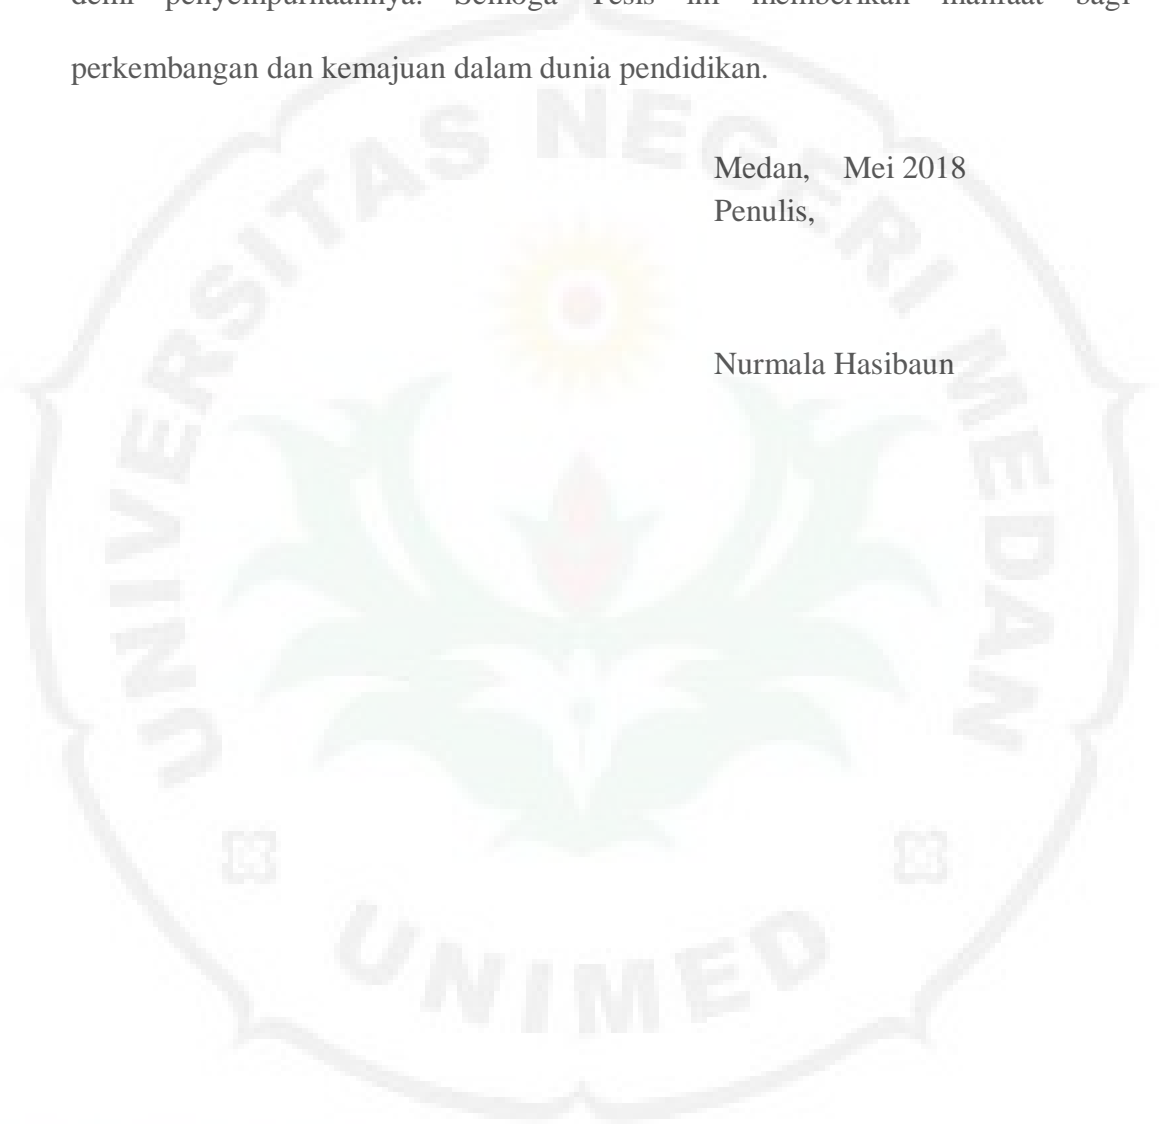 demi penyempurnaannya. Semoga Tesis ini memberikan manfaat bagi
perkembangan dan kemajuan dalam dunia pendidikan.
Medan, Mei 2018
Penulis,
Nurmala Hasibaun
UNIVERSITAS NEGERI MEDAN
UNIMED